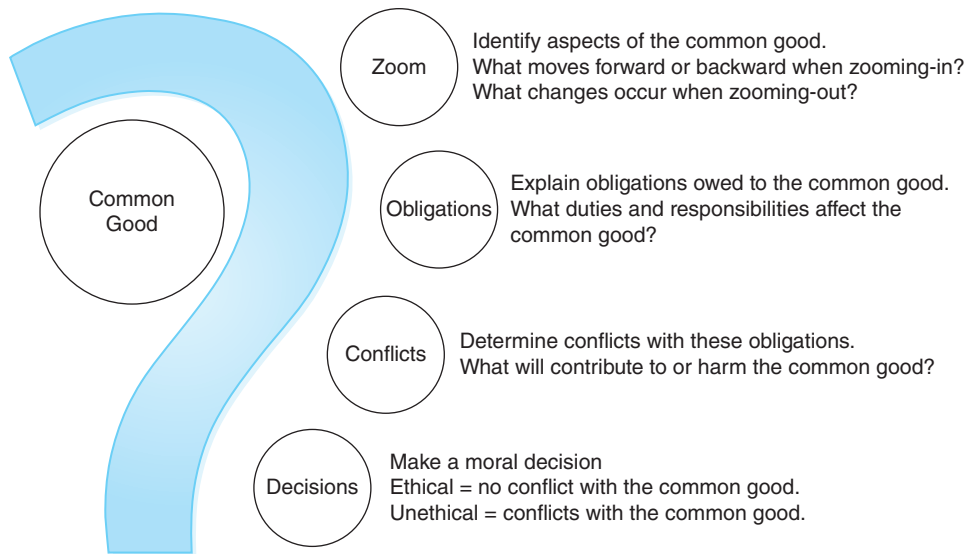 Common
Good
Zoom
Identify aspects of the common good.
What moves forward or backward when zooming-in?
What changes occur when zooming-out?
Obligations
Explain obligations owed to the common good.
What duties and responsibilities affect the
common good?
Conflicts
Determine conflicts with these obligations.
What will contribute to or harm the common good?
Decisions
Make a moral decision
Ethical = no conflict with the common good.
Unethical = conflicts with the common good.